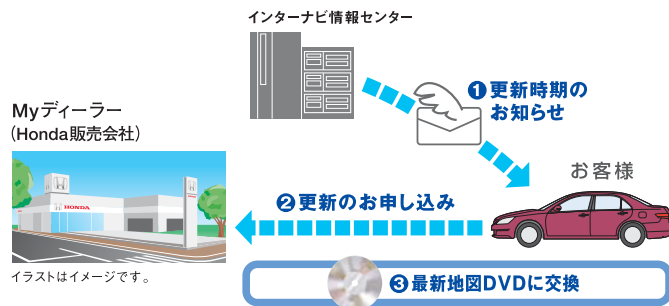 インターナビ情報センター
❶更新時期の
お知らせ
Myディーラー
(Honda販売会社)
お客様
HONDA
❷更新のお申し込み
イラストはイメージです。
❸最新地図DVDに交換